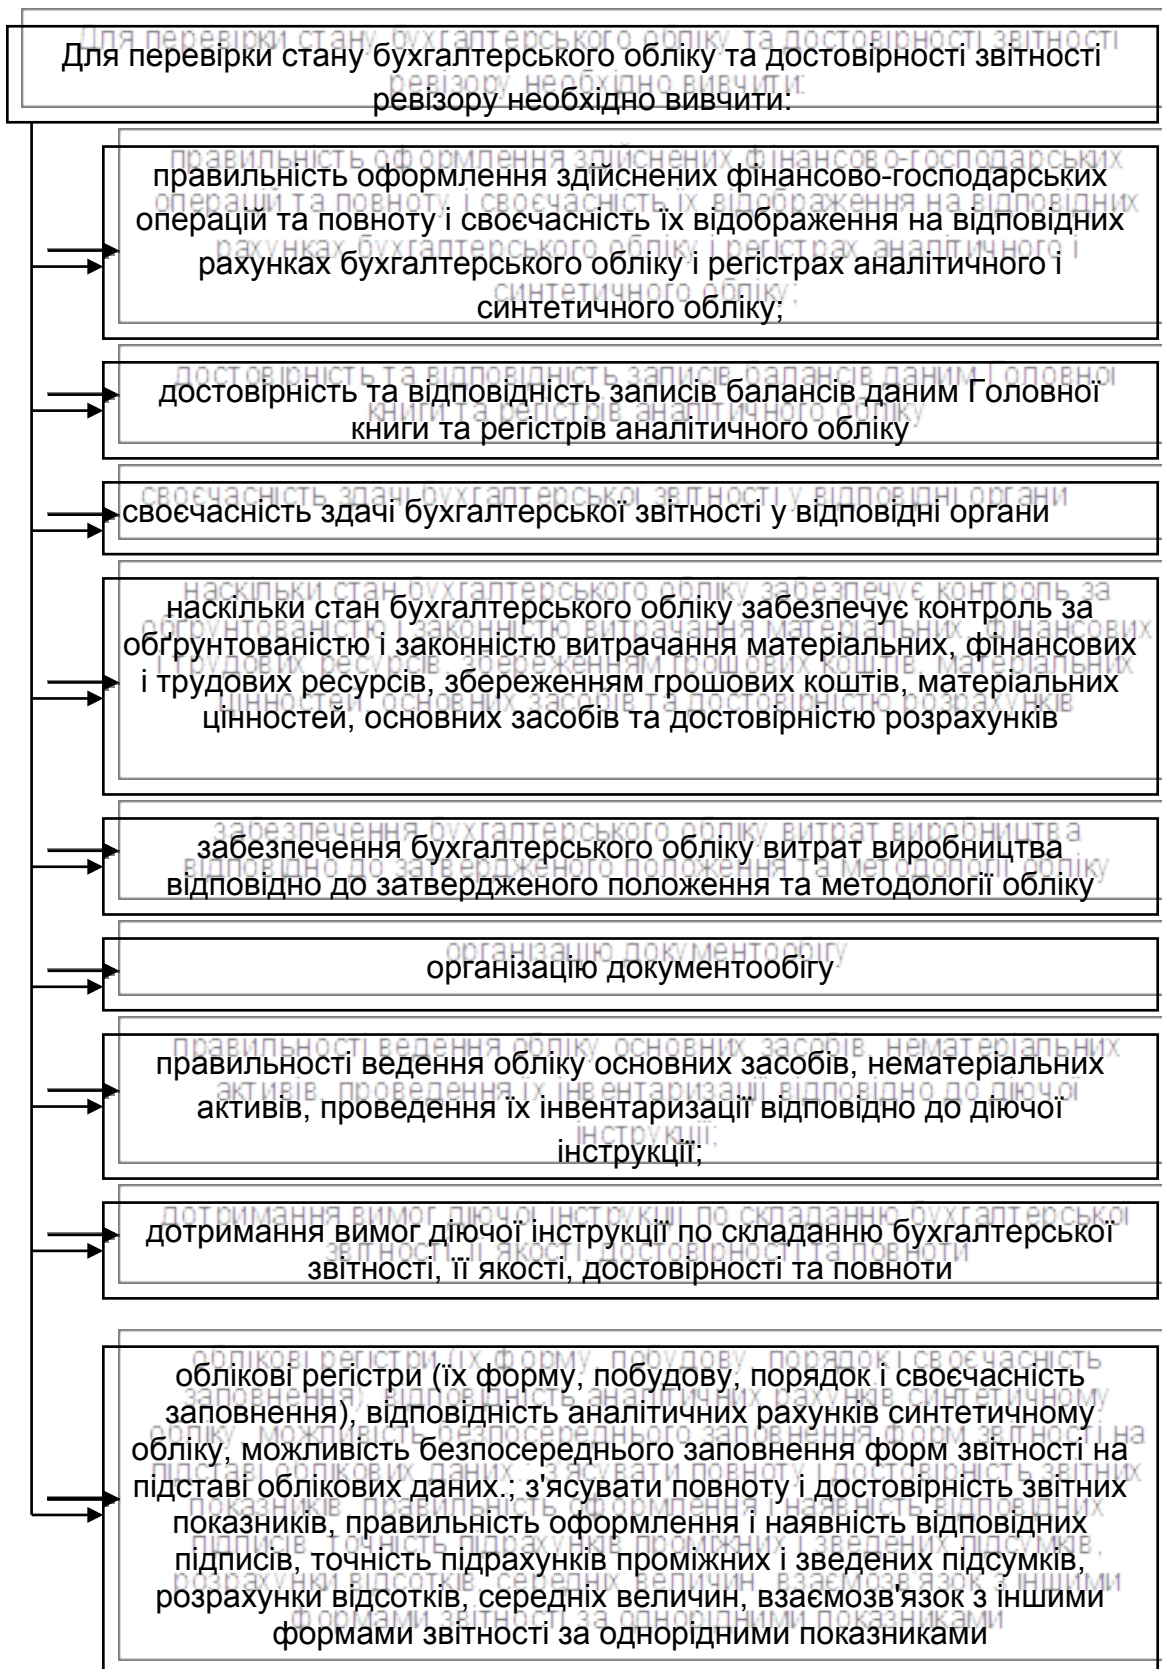 Для перевірки стану бухгалтерського обліку та достовірності звітності
ревізору необхідно вивчити:
правильність оформлення здійснених фінансово-господарських
операцій та повноту і своєчасність їх відображення на відповідних
рахунках бухгалтерського обліку і регістрах аналітичного і
синтетичного обліку;
достовірність та відповідність записів балансів даним Головної
книги та регістрів аналітичного обліку
своєчасність здачі бухгалтерської звітності у відповідні органи
наскільки стан бухгалтерського обліку забезпечує контроль за
обґрунтованістю і законністю витрачання матеріальних, фінансових
і трудових ресурсів, збереженням грошових коштів, матеріальних
цінностей, основних засобів та достовірністю розрахунків
забезпечення бухгалтерського обліку витрат виробництва
відповідно до затвердженого положення та методології обліку
організацію документообігу
правильності ведення обліку основних засобів, нематеріальних
активів, проведення їх інвентаризації відповідно до діючої
інструкції;
дотримання вимог діючої інструкції по складанню бухгалтерської
звітності, її якості, достовірності та повноти
облікові регістри (їх форму, побудову, порядок і своєчасність
заповнення), відповідність аналітичних рахунків синтетичному
обліку, можливість безпосереднього заповнення форм звітності на
підставі облікових даних.; з'ясувати повноту і достовірність звітних
показників, правильність оформлення і наявність відповідних
підписів, точність підрахунків проміжних і зведених підсумків,
розрахунки відсотків, середніх величин, взаємозв'язок з іншими
формами звітності за однорідними показниками